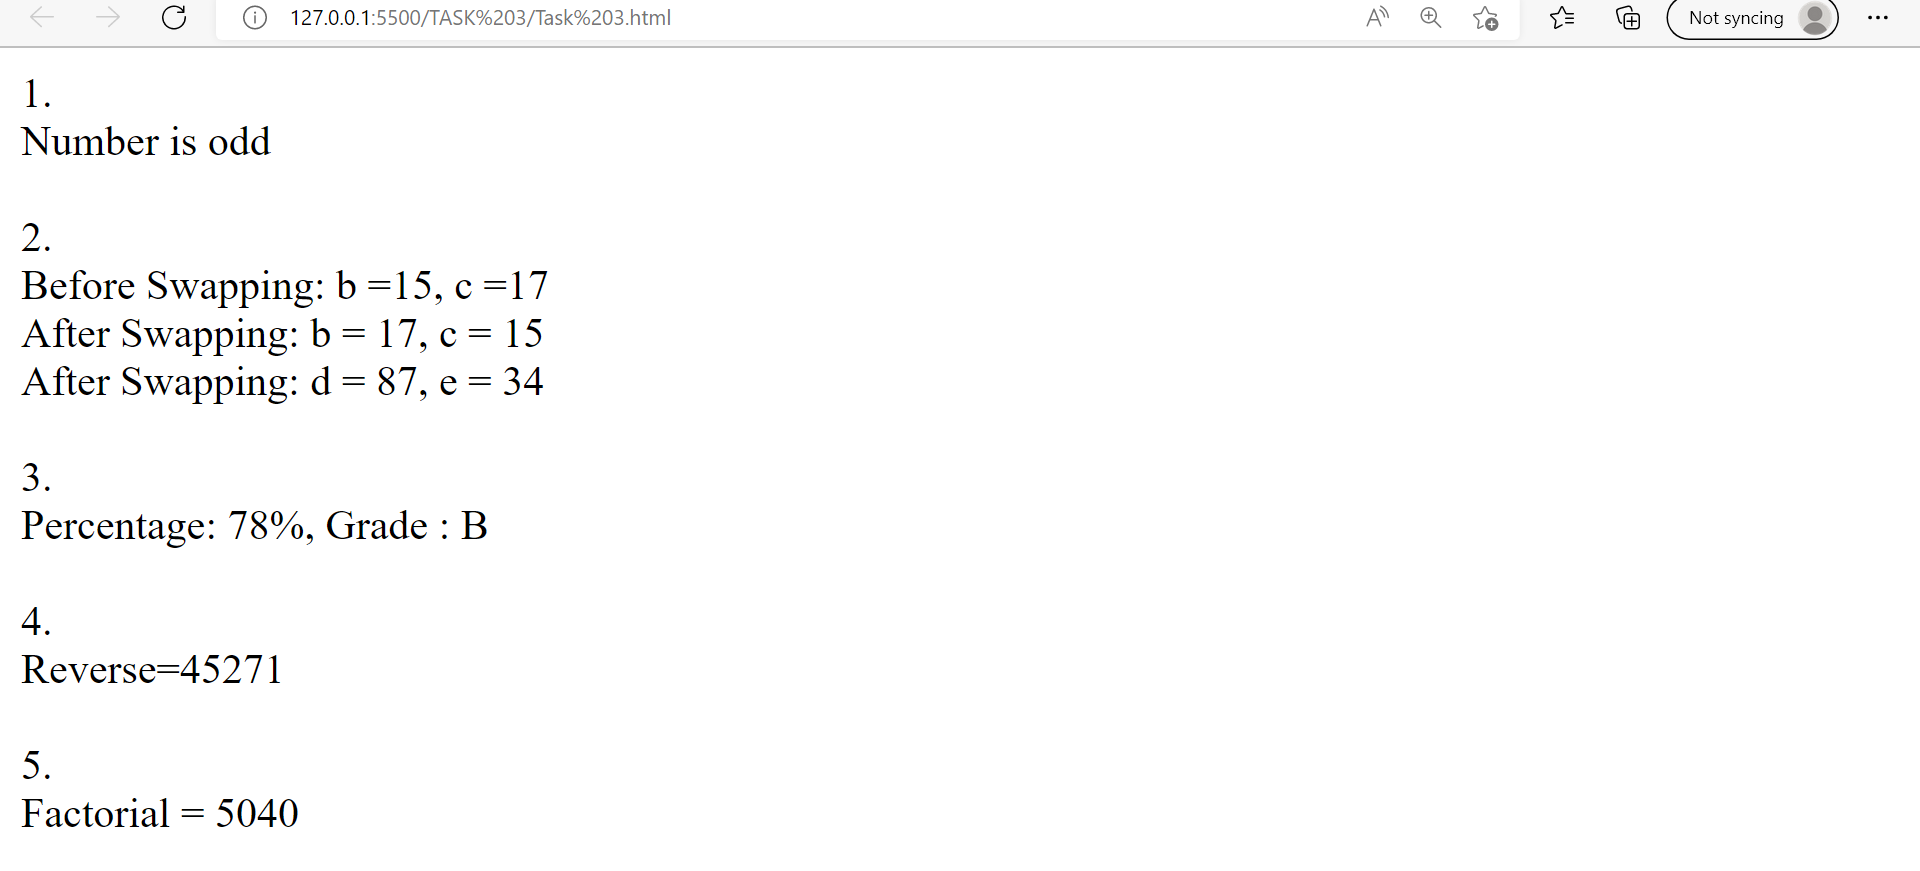 127.0.0.1:5500/TASK%203/Task%203.html
Not syncing
1.
Number is odd
2.
Before Swapping: b =15, c =17
After Swapping: b = 17, c = 15
After Swapping: d = 87, e = 34
3.
Percentage: 78%, Grade : B
4.
Reverse=45271
5.
Factorial = 5040